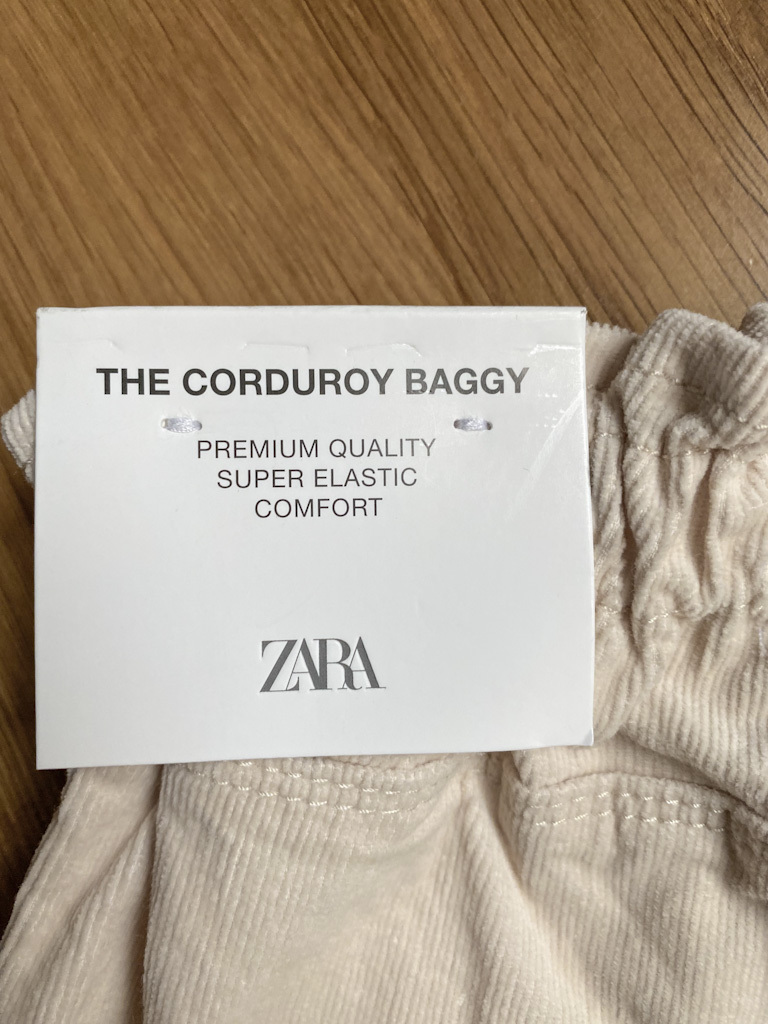 THE CORDUROY BAGGY
PREMIUM QUALITY
SUPER ELASTIC
COMFORT
ZARA